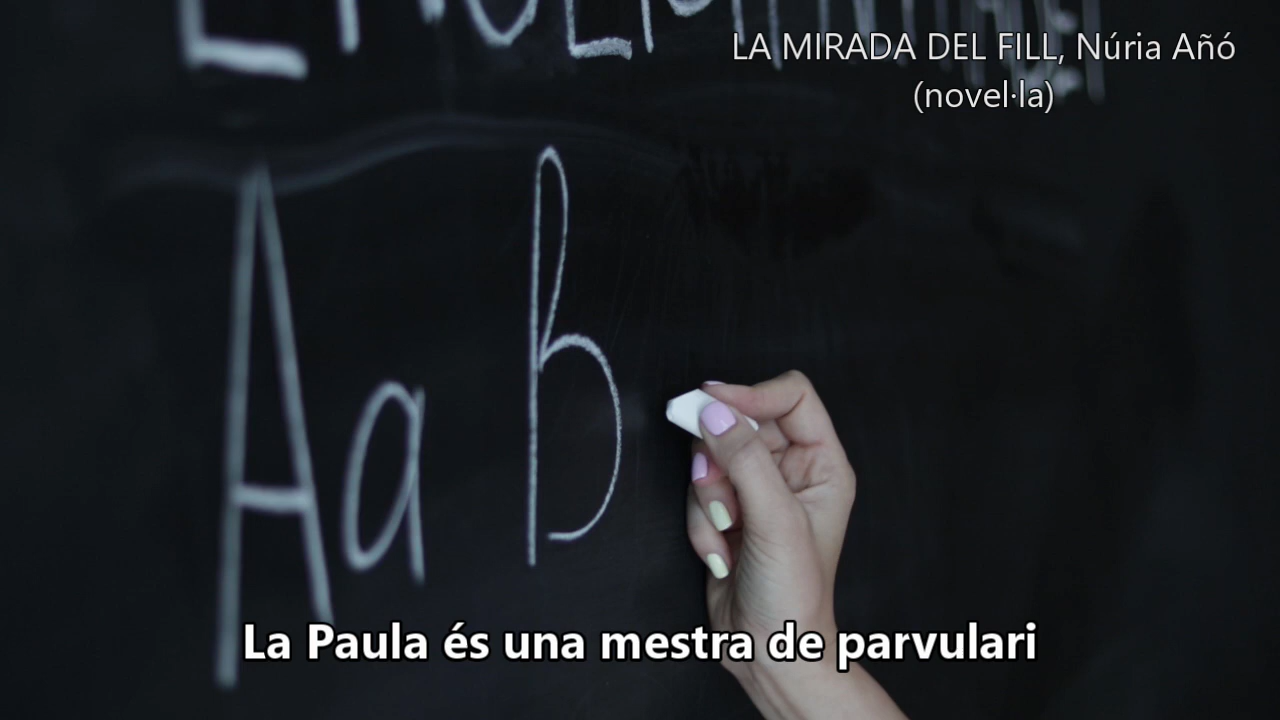 LA MIRADA DEL FILL, Núria Añó
(novel·la)
Aa B
La Paula és una mestra de parvulari